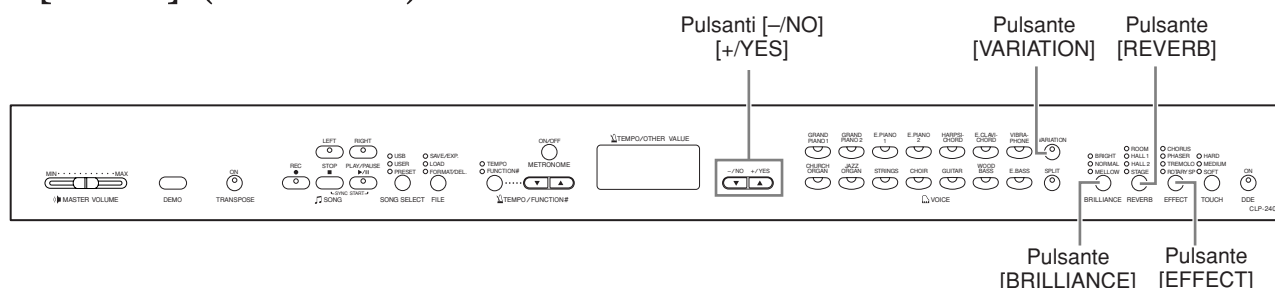 Pulsanti [–/NO] [+/YES]
Pulsante [VARIATION]
Pulsante [REVERB]
MIN MAX
MASTER VOLUME
DEMO
ON
TRANSPOSE
LEFT
RIGHT
REC
STOP
PLAY/PAUSE
SYNC START
SONG
USB
USER
PRESET
SONG SELECT
SAVE/EXP.
LOAD
FORMAT/DEL.
FILE
TEMPO
FUNCTION#
ON/OFF
METRONOME
TEMPO/FUNCTION#
TEMPO/OTHER VALUE
–/NO
+/YES
GRAND PIANO 1
GRAND PIANO 2
E.PIANO 1
E.PIANO 2
HARPSI-CHORD
E.CLAVI-CHORD
VIBRA-PHONE
VARIATION
CHURCH ORGAN
JAZZ ORGAN
STRINGS
CHOIR
GUITAR
WOOD BASS
E.BASS
SPLIT
VOICE
BRIGHT
NORMAL
MELLOW
BRILLIANCE
ROOM
HALL 1
HALL 2
STAGE
REVERB
CHORUS
PHASER
TREMOLO
ROTARY SP
EFFECT
HARD
MEDIUM
SOFT
TOUCH
ON
DDE
CLP-240
Pulsante [BRILLIANCE]
Pulsante [EFFECT]